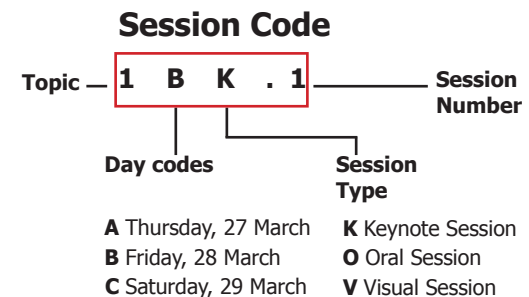 Session Code
Topic 1 B K . 1 Session
Number
Day codes Session
Type
A Thursday, 27 March K Keynote Session
B Friday, 28 March O Oral Session
C Saturday, 29 March V Visual Session